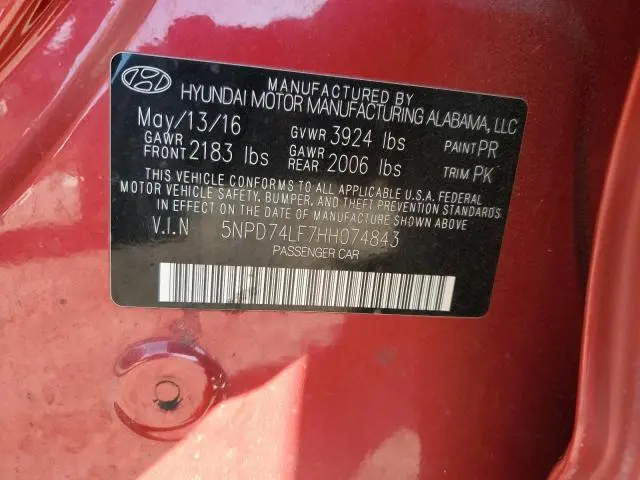 MANUFACTURED BY
HYUNDAI MOTOR MANUFACTURING ALABAMA, LLC
May/13/16 GVWR 3924 lbs PAINT PR
GAWR FRONT 2183 lbs GAWR REAR 2006 lbs TRIM PK
THIS VEHICLE CONFORMS TO ALL APPLICABLE U.S.A. FEDERAL
MOTOR VEHICLE SAFETY, BUMPER, AND THEFT PREVENTION STANDARDS
IN EFFECT ON THE DATE OF MANUFACTURE SHOWN ABOVE
V.I.N 5NPD74LF7HH074843
PASSENGER CAR